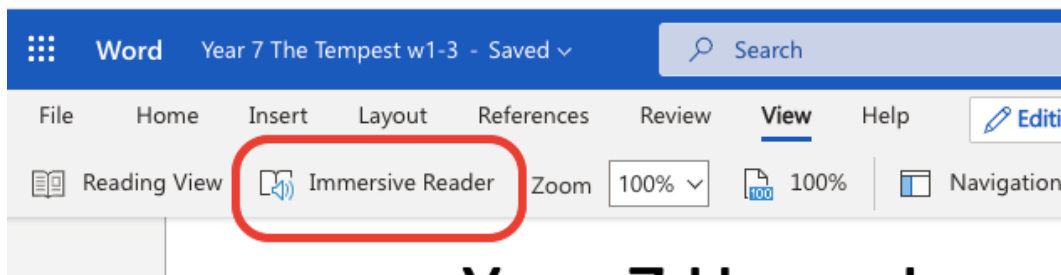 Word Year 7 The Tempest w1-3 - Saved Search
File Home Insert Layout References Review View Help Editi
Reading View Immersive Reader Zoom 100% 100 100% Navigation